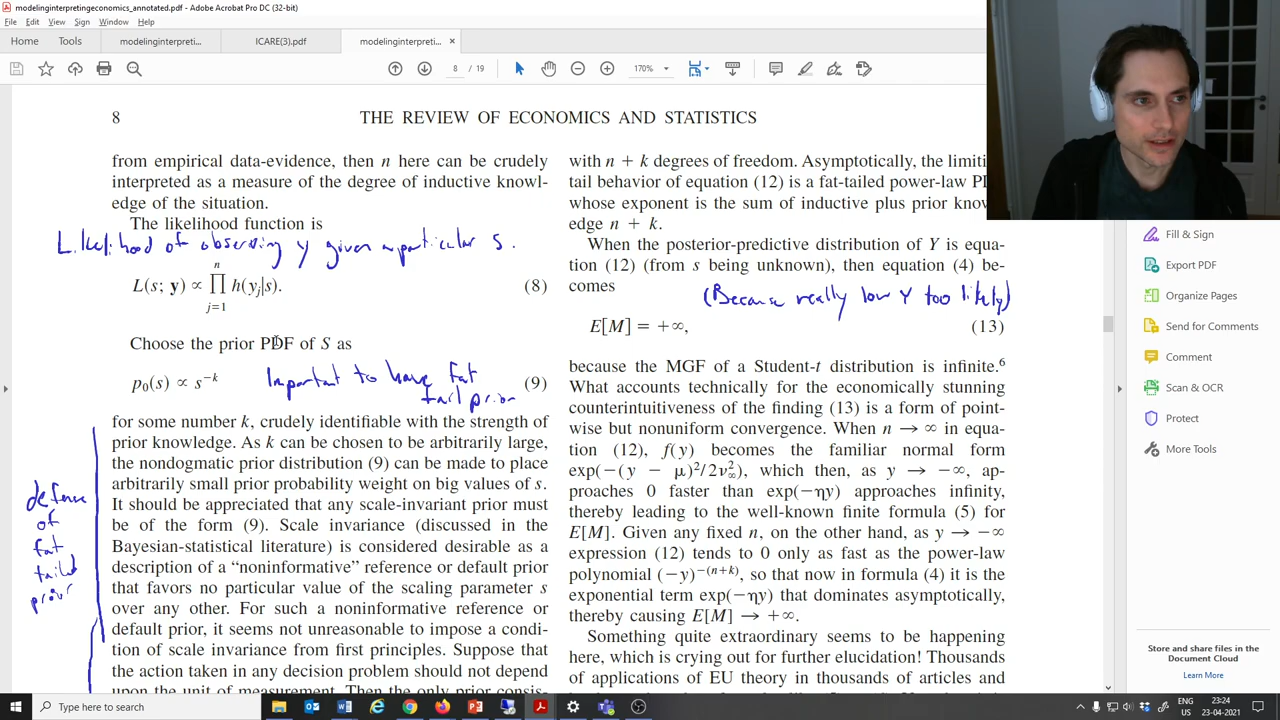 modelinginterpretingeconomics_annotated.pdf - Adobe Acrobat Pro DC (32-bit)
File Edit View Sign Window Help
Home Tools modelinginterpreti... ICARE(3).pdf modelinginterpreti... ×
8 / 19 170%
8 THE REVIEW OF ECONOMICS AND STATISTICS
from empirical data-evidence, then n here can be crudely
interpreted as a measure of the degree of inductive knowl-
edge of the situation.
The likelihood function is
Likelihood of observing y given a particular s.
L(s; y) ∝ ∏ⁿⱼ₌₁ h(yⱼ|s). (8)
Choose the prior PDF of S as
p₀(s) ∝ s⁻ᵏ (9)
Important to have fat
tail prior
for some number k, crudely identifiable with the strength of
prior knowledge. As k can be chosen to be arbitrarily large,
the nondogmatic prior distribution (9) can be made to place
arbitrarily small prior probability weight on big values of s.
It should be appreciated that any scale-invariant prior must
be of the form (9). Scale invariance (discussed in the
Bayesian-statistical literature) is considered desirable as a
description of a “noninformative” reference or default prior
that favors no particular value of the scaling parameter s
over any other. For such a noninformative reference or
default prior, it seems not unreasonable to impose a condi-
tion of scale invariance from first principles. Suppose that
the action taken in any decision problem should not depend
upon the unit of measurement. Then the only prior consis-
defense
of
fat
tailed
prior
with n + k degrees of freedom. Asymptotically, the limiti
tail behavior of equation (12) is a fat-tailed power-law P
whose exponent is the sum of inductive plus prior know
edge n + k.
When the posterior-predictive distribution of Y is equa-
tion (12) (from s being unknown), then equation (4) be-
comes
(Because really low Y too likely)
E[M] = +∞, (13)
because the MGF of a Student-t distribution is infinite.⁶
What accounts technically for the economically stunning
counterintuitiveness of the finding (13) is a form of point-
wise but nonuniform convergence. When n → ∞ in equa-
tion (12), f(y) becomes the familiar normal form
exp(−(y − μ)²/2ν²∞), which then, as y → −∞, ap-
proaches 0 faster than exp(−ηy) approaches infinity,
thereby leading to the well-known finite formula (5) for
E[M]. Given any fixed n, on the other hand, as y → −∞
expression (12) tends to 0 only as fast as the power-law
polynomial (−y)⁻⁽ⁿ⁺ᵏ⁾, so that now in formula (4) it is the
exponential term exp(−ηy) that dominates asymptotically,
thereby causing E[M] → +∞.
Something quite extraordinary seems to be happening
here, which is crying out for further elucidation! Thousands
of applications of EU theory in thousands of articles and
Fill & Sign
Export PDF
Organize Pages
Send for Comments
Comment
Scan & OCR
Protect
More Tools
Store and share files in the
Document Cloud
Learn More
Type here to search
ENG
US
23:24
23-04-2021